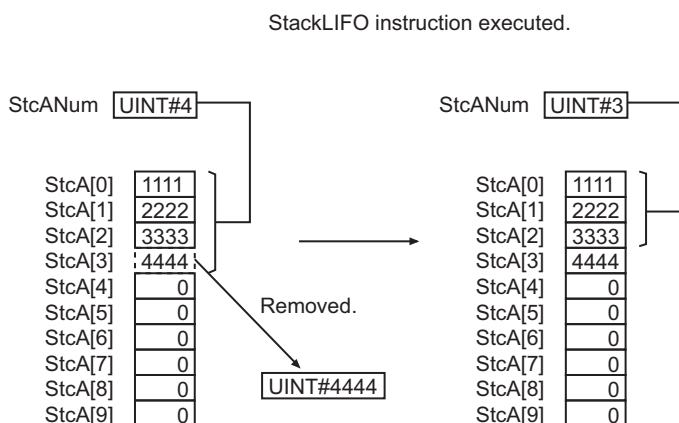 StackLIFO instruction executed.
StcANum UINT#4
StcA[0] 1111
StcA[1] 2222
StcA[2] 3333
StcA[3] 4444
StcA[4] 0
StcA[5] 0
StcA[6] 0
StcA[7] 0
StcA[8] 0
StcA[9] 0
Removed.
UINT#4444
StcANum UINT#3
StcA[0] 1111
StcA[1] 2222
StcA[2] 3333
StcA[3] 4444
StcA[4] 0
StcA[5] 0
StcA[6] 0
StcA[7] 0
StcA[8] 0
StcA[9] 0